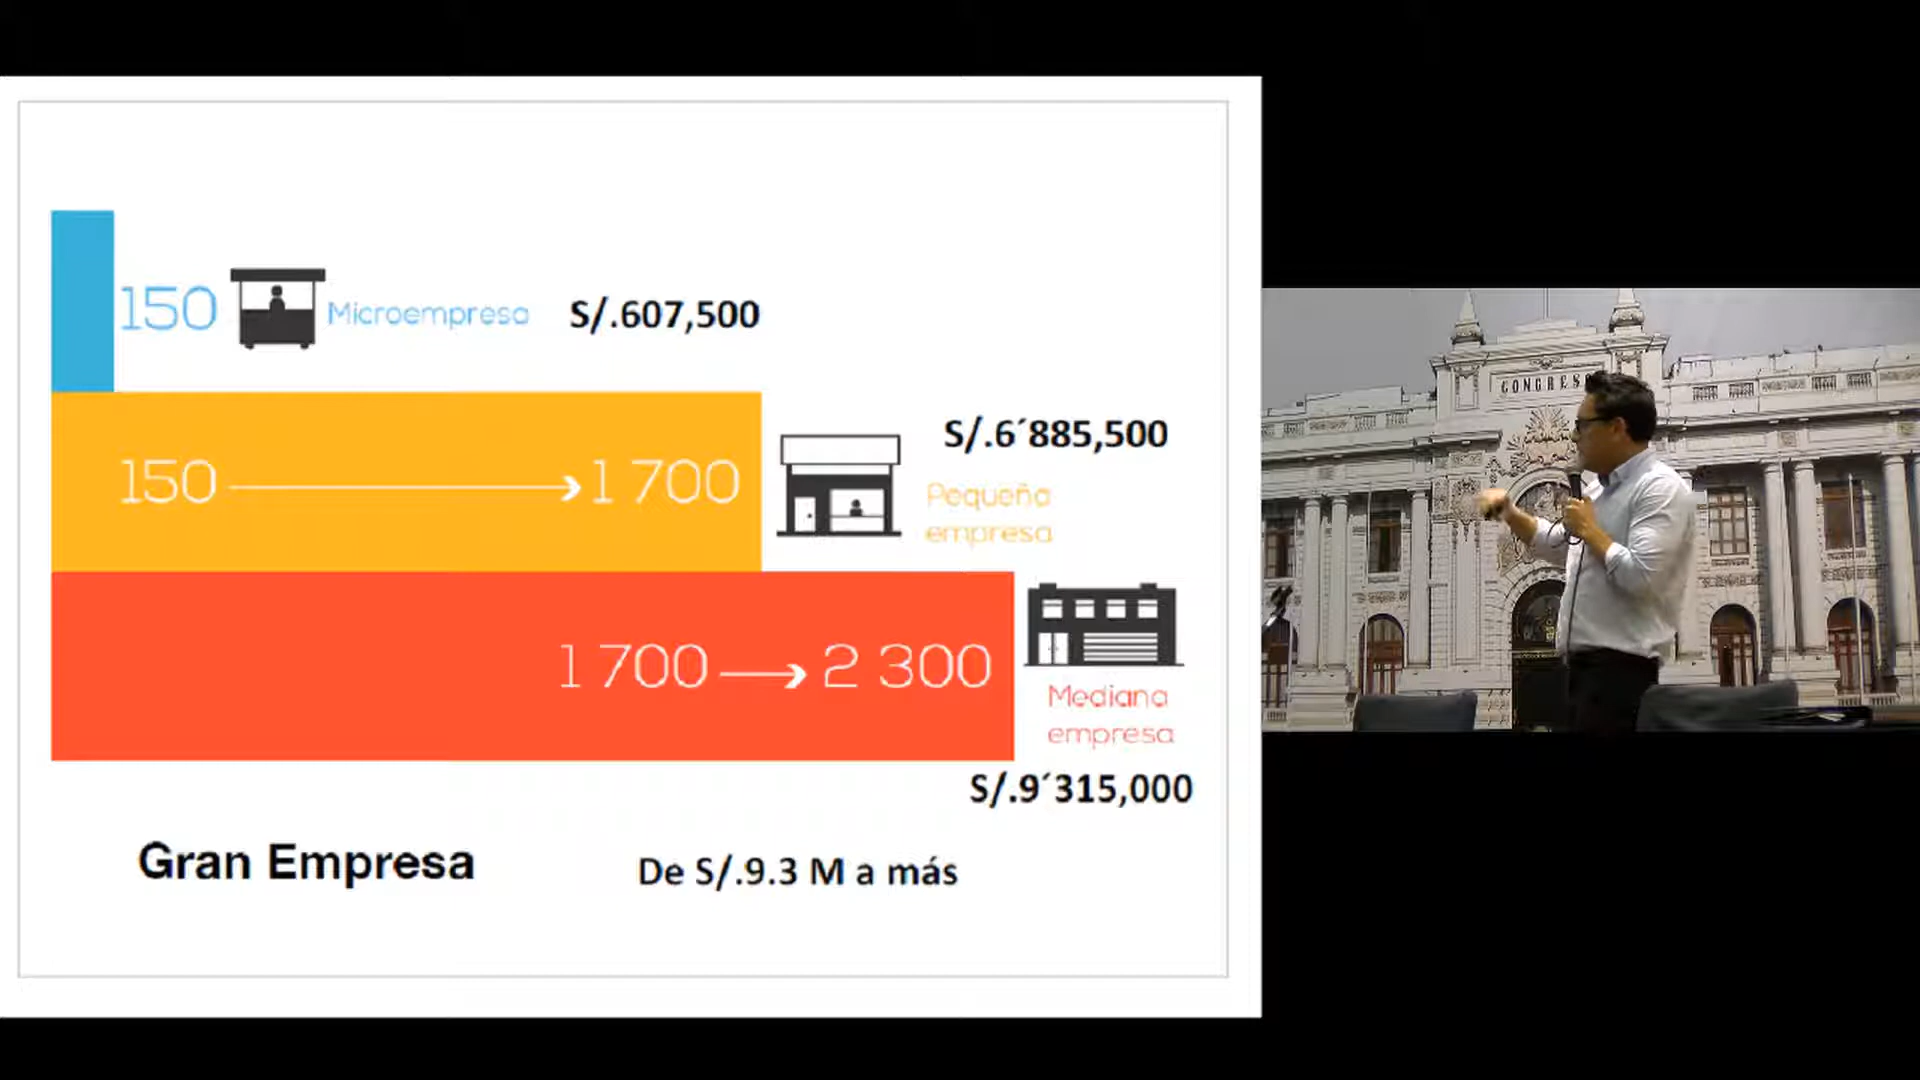 150 Microempresa S/.607,500
150 1 700
S/.6´885,500
Pequeña
empresa
1 700 2 300
Mediana
empresa
S/.9´315,000
Gran Empresa De S/.9.3 M a más
CONGRES